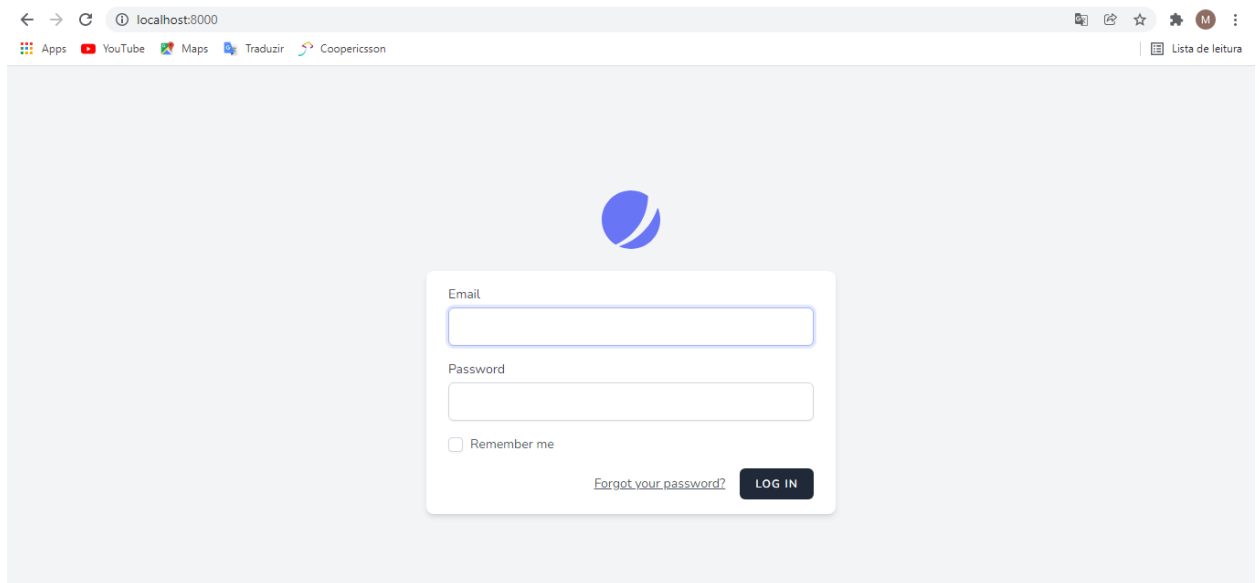 localhost:8000
M
Apps YouTube Maps Traduzir Coopericsson Lista de leitura
Email
Password
Remember me
Forgot your password? LOG IN